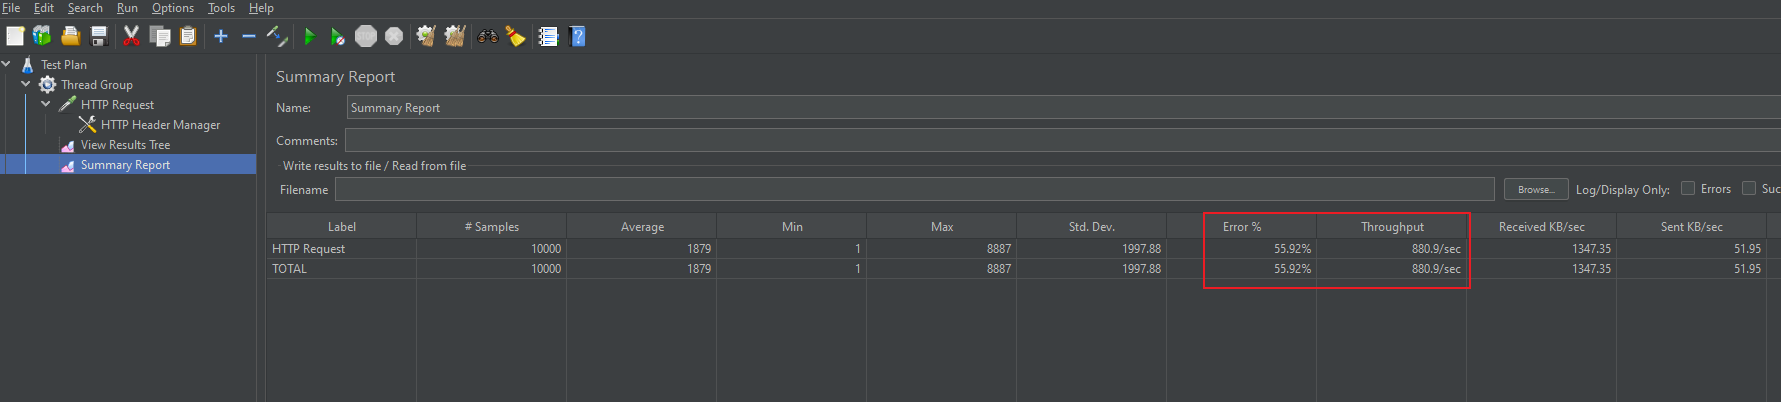 File Edit Search Run Options Tools Help
Test Plan
Thread Group
HTTP Request
HTTP Header Manager
View Results Tree
Summary Report
Summary Report
Name: Summary Report
Comments:
Write results to file / Read from file
Filename Browse... Log/Display Only: Errors Suc
Label # Samples Average Min Max Std. Dev. Error % Throughput Received KB/sec Sent KB/sec
HTTP Request 10000 1879 1 8887 1997.88 55.92% 880.9/sec 1347.35 51.95
TOTAL 10000 1879 1 8887 1997.88 55.92% 880.9/sec 1347.35 51.95